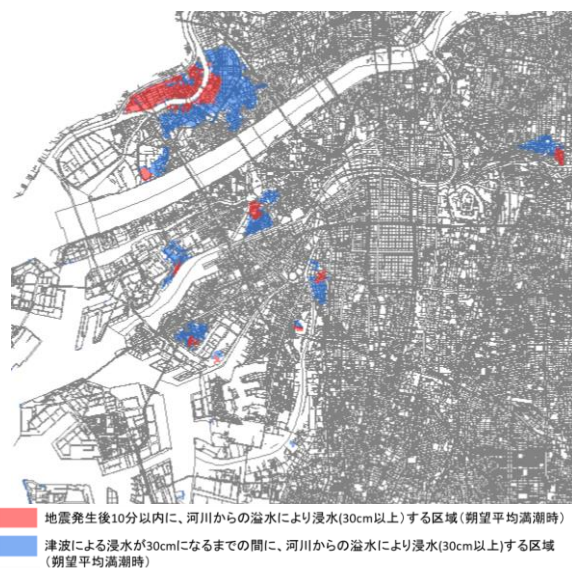 地震発生後10分以内に、河川からの溢水により浸水(30cm以上）する区域（朔望平均満潮時）
津波による浸水が30cmになるまでの間に、河川からの溢水により浸水(30cm以上)する区域
（朔望平均満潮時）